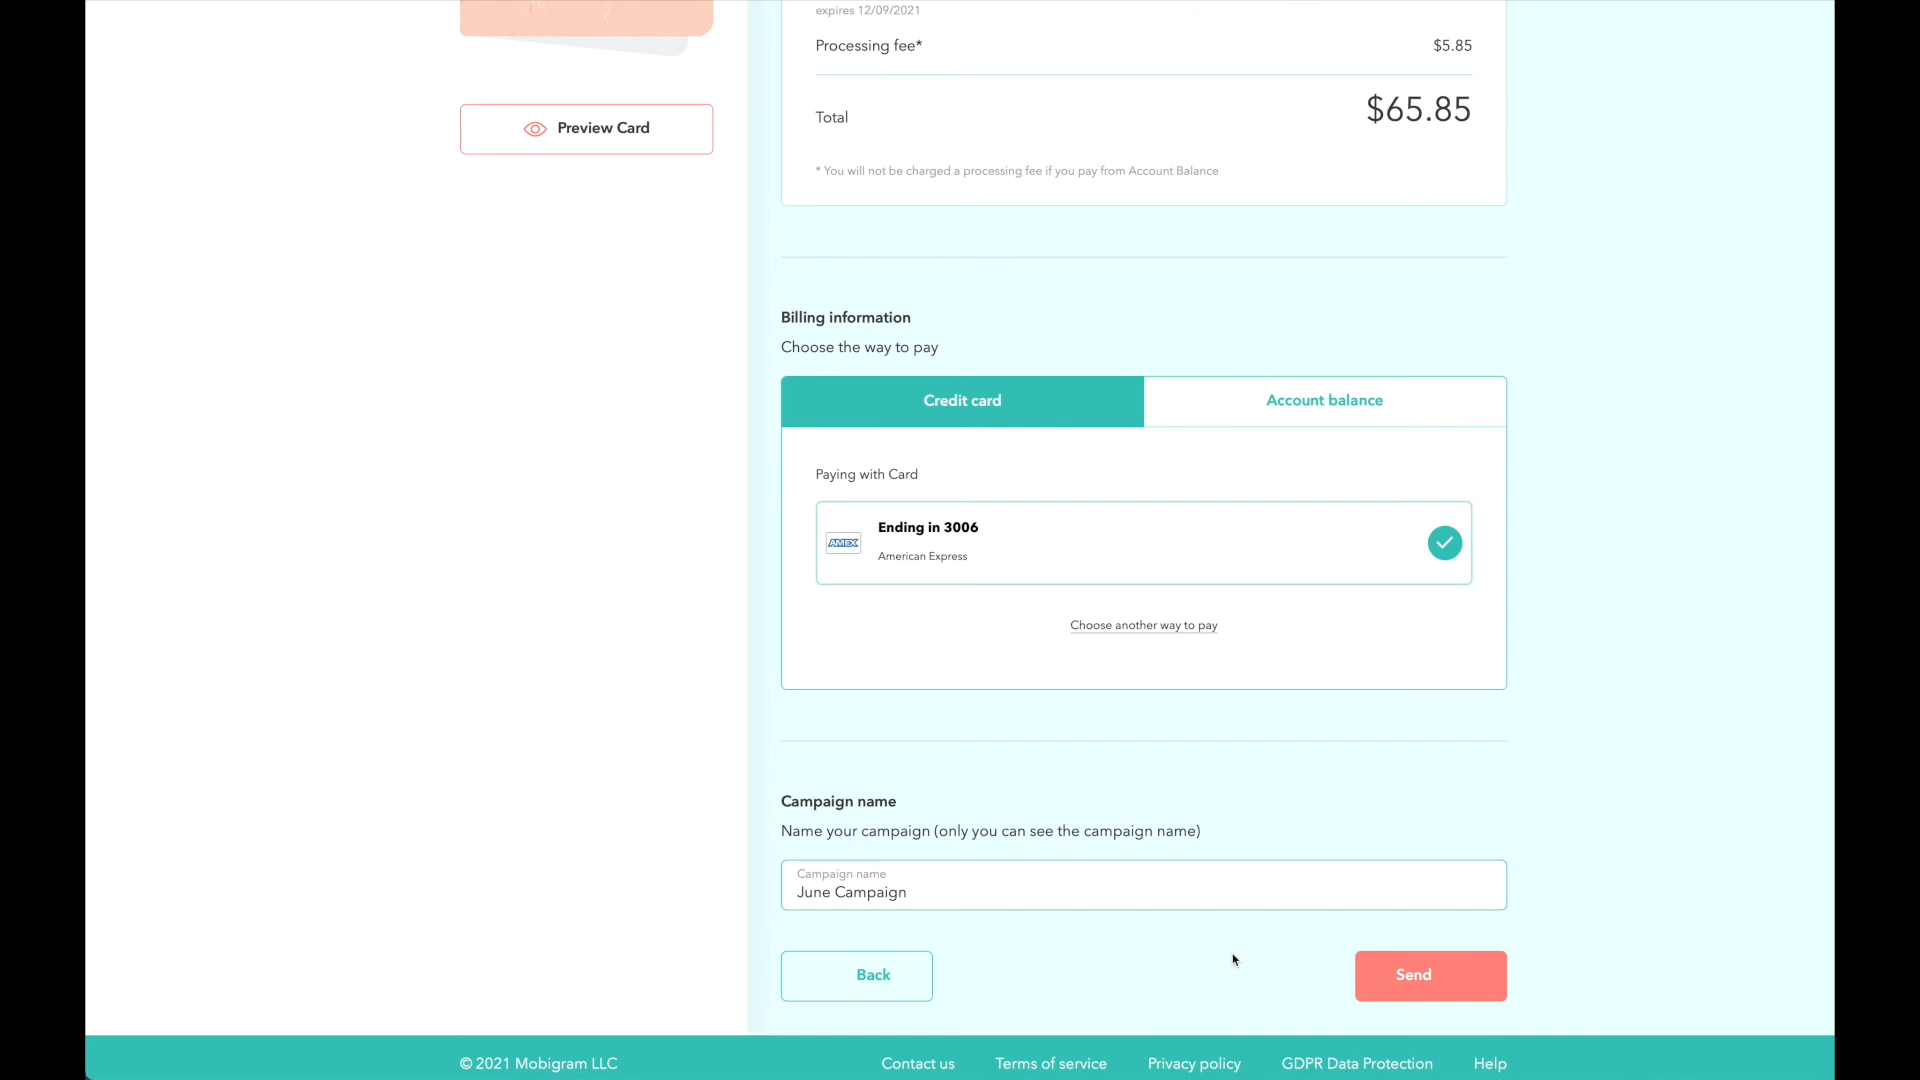 expires 12/09/2021
Processing fee* $5.85
Total $65.85
* You will not be charged a processing fee if you pay from Account Balance
Preview Card
Billing information
Choose the way to pay
Credit card Account balance
Paying with Card
AMEX
Ending in 3006
American Express
Choose another way to pay
Campaign name
Name your campaign (only you can see the campaign name)
Campaign name
June Campaign
Back Send
© 2021 Mobigram LLC Contact us Terms of service Privacy policy GDPR Data Protection Help